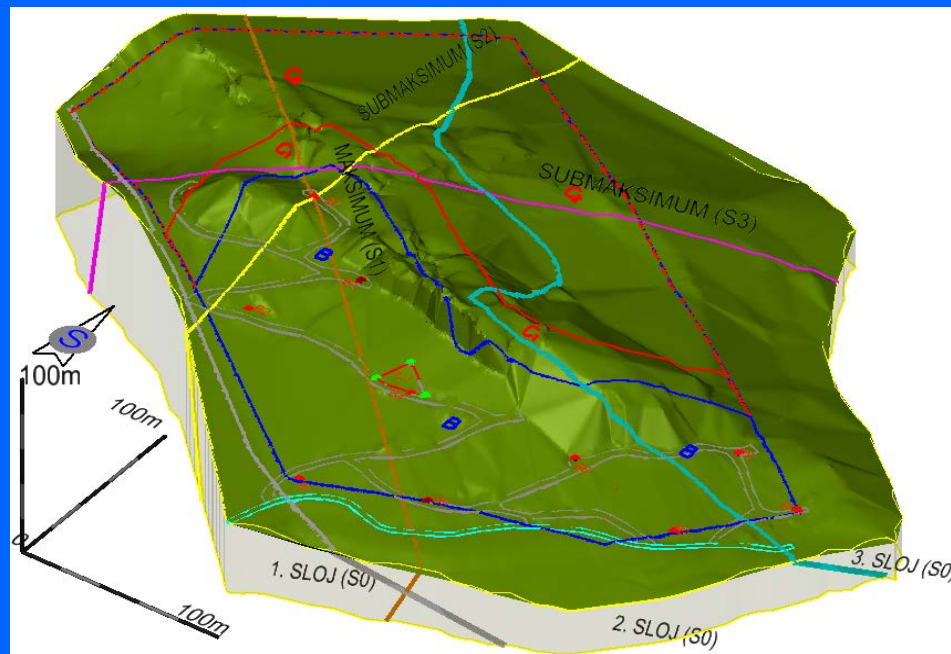 SUBMAKSIMUM (S2)
G
G
MAKSIMUM (S1)
SUBMAKSIMUM (S3)
G
B
S
100m
100m
G
B
B
0
100m
1. SLOJ (S0)
2. SLOJ (S0)
3. SLOJ (S0)